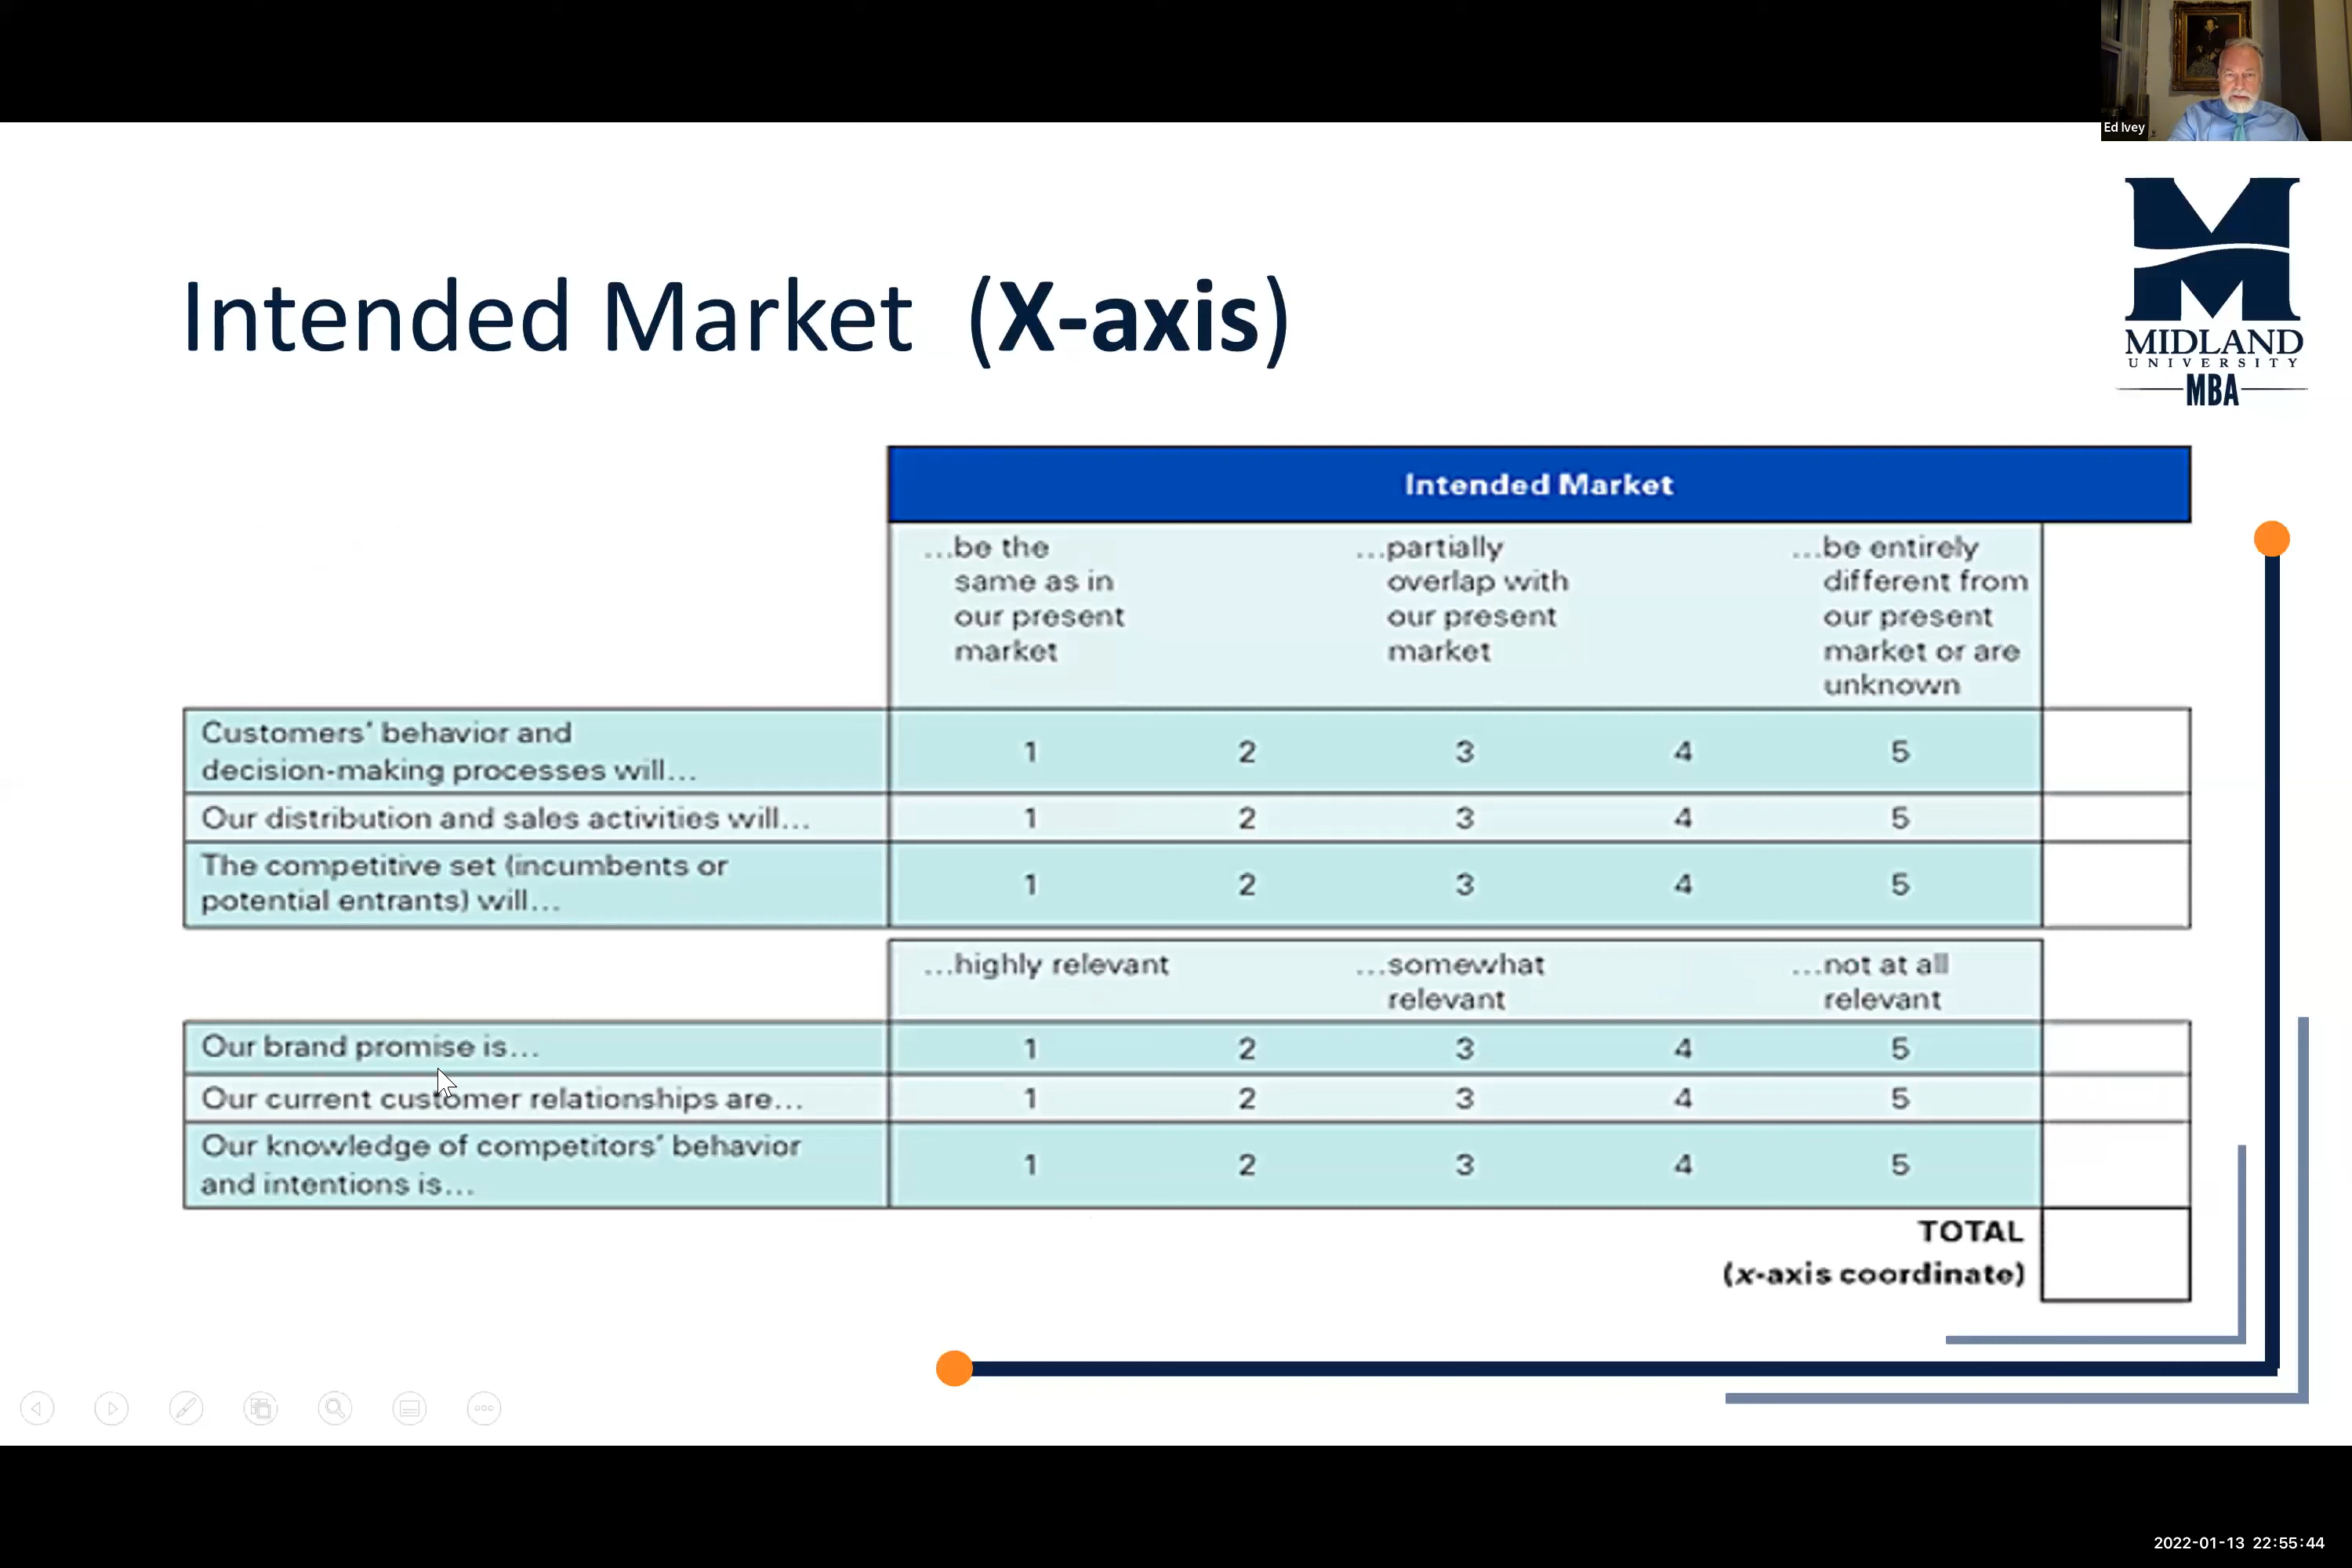 Ed Ivey
MIDLAND
UNIVERSITY
MBA
Intended Market (X-axis)
Intended Market
...be the
same as in
our present
market
...partially
overlap with
our present
market
...be entirely
different from
our present
market or are
unknown
Customers' behavior and
decision-making processes will...
1 2 3 4 5
Our distribution and sales activities will...
1 2 3 4 5
The competitive set (incumbents or
potential entrants) will...
1 2 3 4 5
...highly relevant
...somewhat
relevant
...not at all
relevant
Our brand promise is...
1 2 3 4 5
Our current customer relationships are...
1 2 3 4 5
Our knowledge of competitors' behavior
and intentions is...
1 2 3 4 5
TOTAL
(x-axis coordinate)
2022-01-13 22:55:44